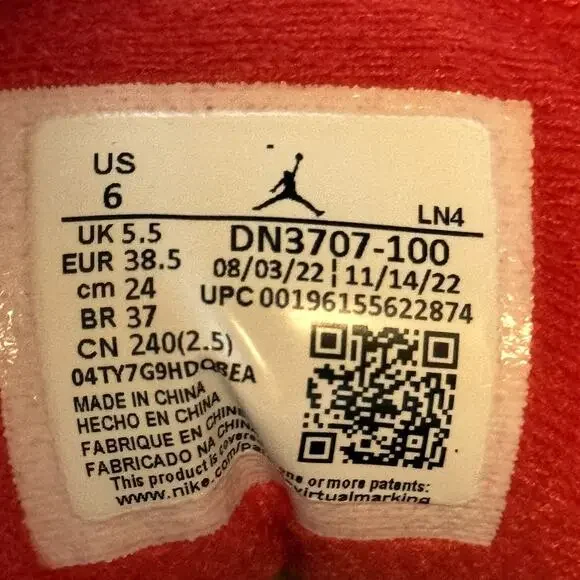 US
6
LN4
UK 5.5
EUR 38.5
cm 24
BR 37
CN 240(2.5)
DN3707-100
08/03/22 | 11/14/22
UPC 00196155622874
04TY7G9HD
MADE IN CHINA
HECHO EN CHINA
FABRIQUE EN CHINE
FABRICADO NA CHINA
This product is covered
or more patents:
www.nike.com/
virtualmarking